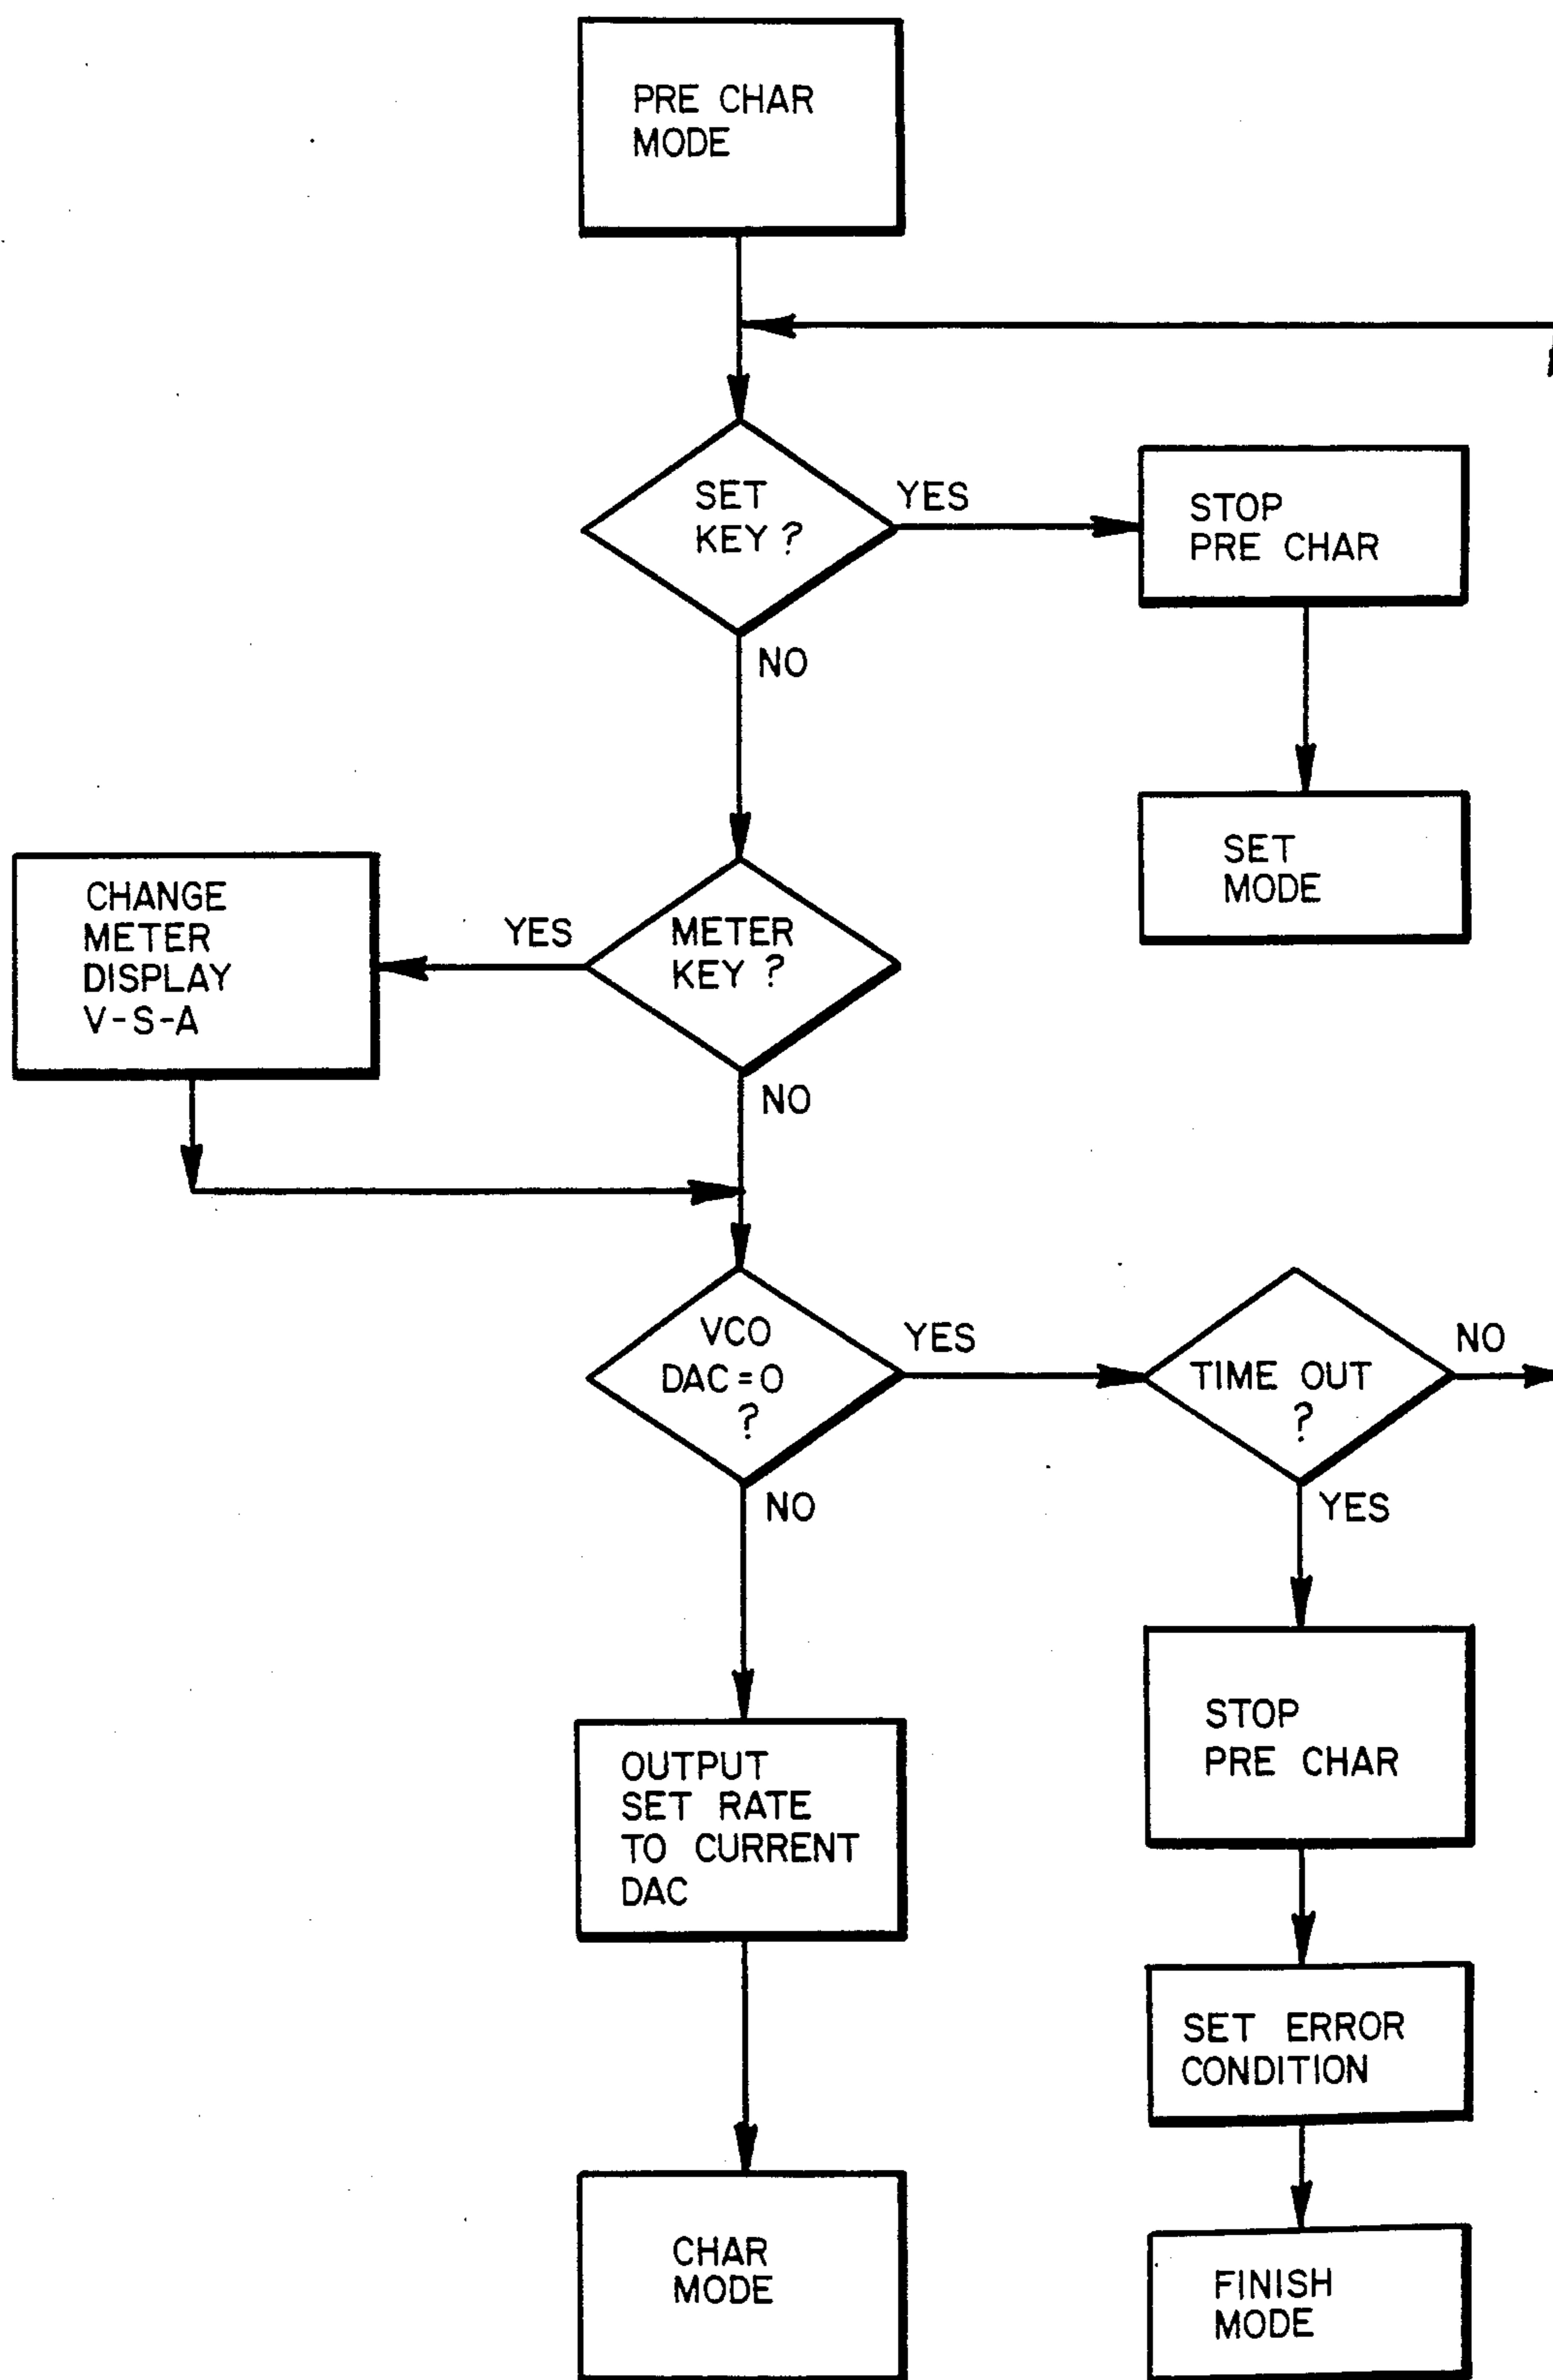 PRE CHAR
MODE
SET
KEY ?
YES
STOP
PRE CHAR
NO
SET
MODE
CHANGE
METER
DISPLAY
V-S-A
YES
METER
KEY ?
NO
VCO
DAC=0
?
YES
TIME OUT
?
NO
NO
YES
OUTPUT
SET RATE
TO CURRENT
DAC
STOP
PRE CHAR
SET ERROR
CONDITION
CHAR
MODE
FINISH
MODE